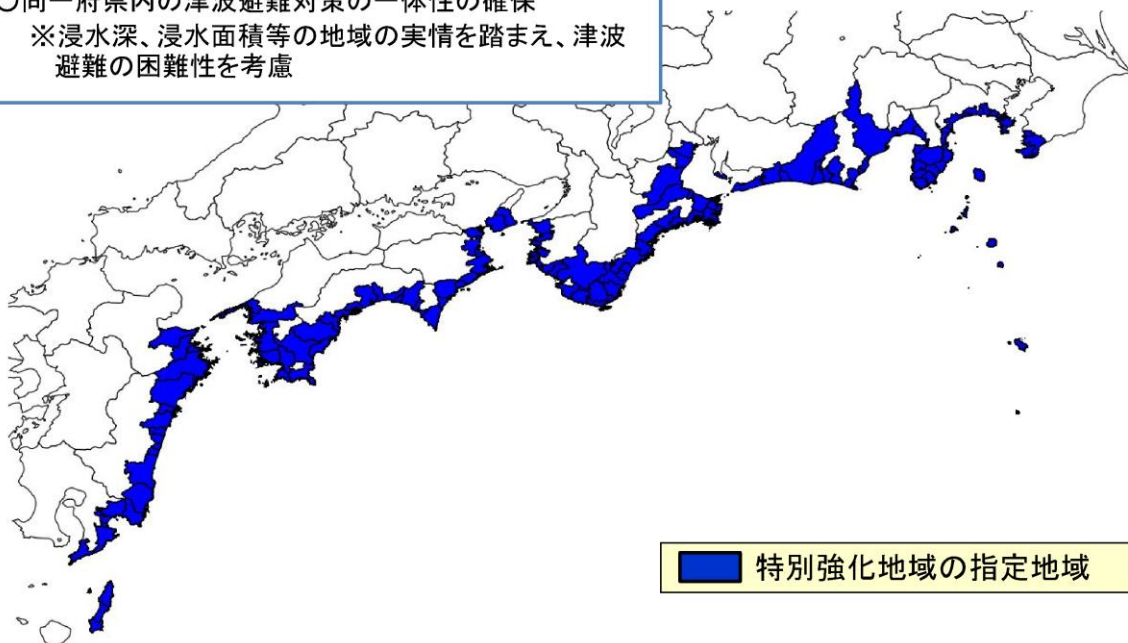 〇同一府県内の津波避難対策の一体性の確保
※浸水深、浸水面積等の地域の実情を踏まえ、津波
避難の困難性を考慮
特別強化地域の指定地域